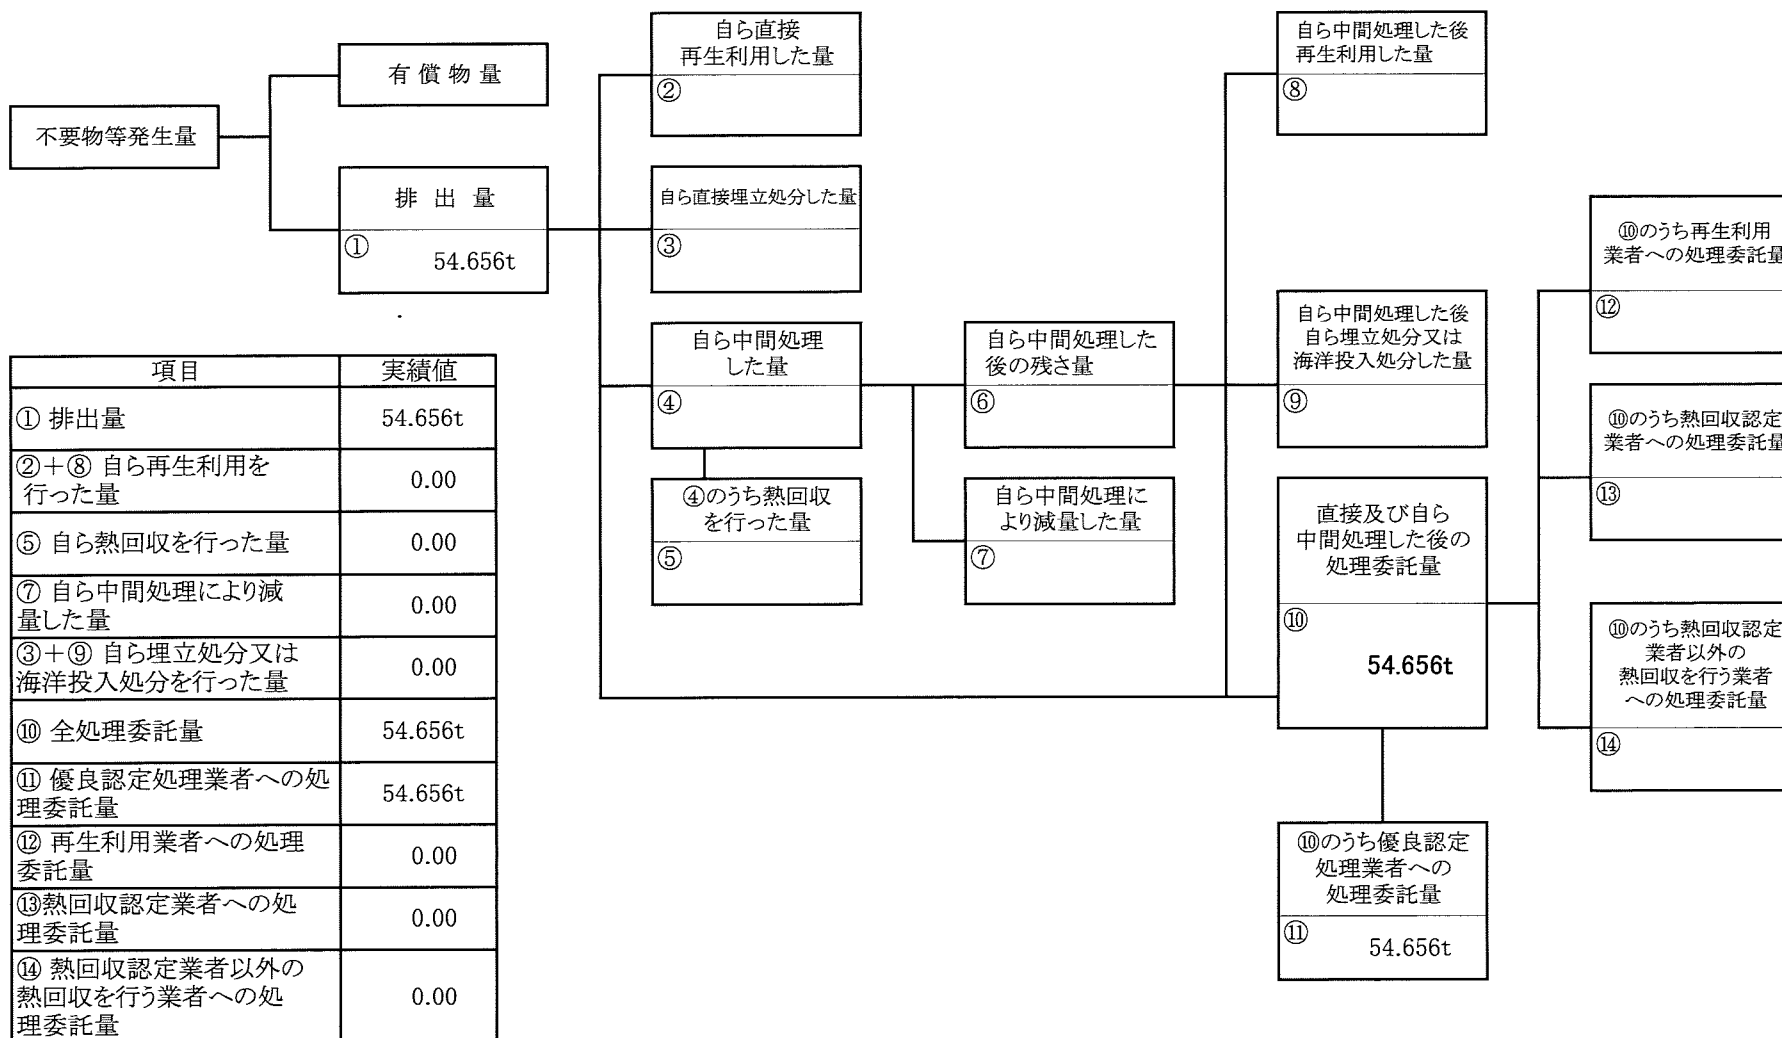 不要物等発生量
有償物量
排出量
①
54.656t
自ら直接
再生利用した量
②
自ら直接埋立処分した量
③
自ら中間処理
した量
④
④のうち熱回収
を行った量
⑤
自ら中間処理した
後の残さ量
⑥
自ら中間処理に
より減量した量
⑦
自ら中間処理した後
再生利用した量
⑧
自ら中間処理した後
自ら埋立処分又は
海洋投入処分した量
⑨
直接及び自ら
中間処理した後の
処理委託量
⑩
54.656t
⑩のうち優良認定
処理業者への
処理委託量
⑪
54.656t
⑩のうち再生利用
業者への処理委託量
⑫
⑩のうち熱回収認定
業者への処理委託量
⑬
⑩のうち熱回収認定
業者以外の
熱回収を行う業者
への処理委託量
⑭
項目 実績値
① 排出量 54.656t
②+⑧ 自ら再生利用を
行った量 0.00
⑤ 自ら熱回収を行った量 0.00
⑦ 自ら中間処理により減
量した量 0.00
③+⑨ 自ら埋立処分又は
海洋投入処分を行った量 0.00
⑩ 全処理委託量 54.656t
⑪ 優良認定処理業者への処
理委託量 54.656t
⑫ 再生利用業者への処理
委託量 0.00
⑬熱回収認定業者への処
理委託量 0.00
⑭ 熱回収認定業者以外の
熱回収を行う業者への処
理委託量 0.00